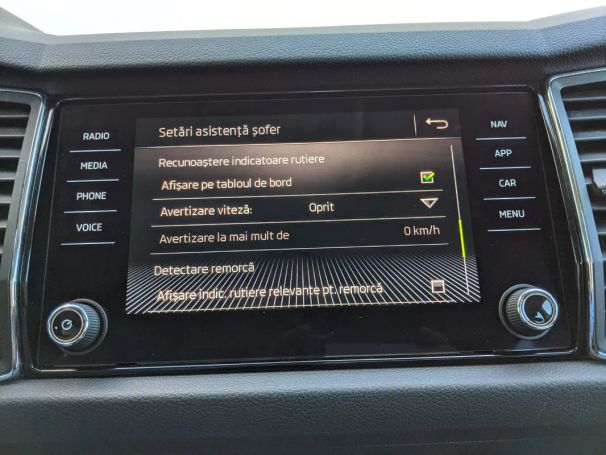 RADIO
MEDIA
PHONE
VOICE
Setări asistență șofer
Recunoaștere indicatoare rutiere
Afișare pe tabloul de bord
Avertizare viteză: Oprit
Avertizare la mai mult de 0 km/h
Detectare remorcă
Afișare indic. rutiere relevante pt. remorcă
NAV
APP
CAR
MENU